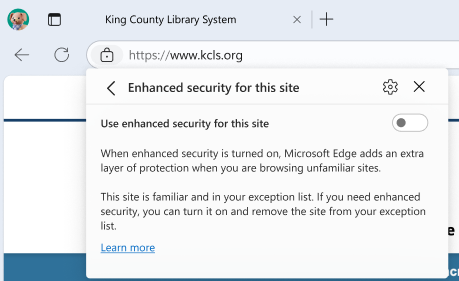 King County Library System
https://www.kcls.org
Enhanced security for this site
Use enhanced security for this site
When enhanced security is turned on, Microsoft Edge adds an extra
layer of protection when you are browsing unfamiliar sites.
This site is familiar and in your exception list. If you need enhanced
security, you can turn it on and remove the site from your exception
list.
Learn more